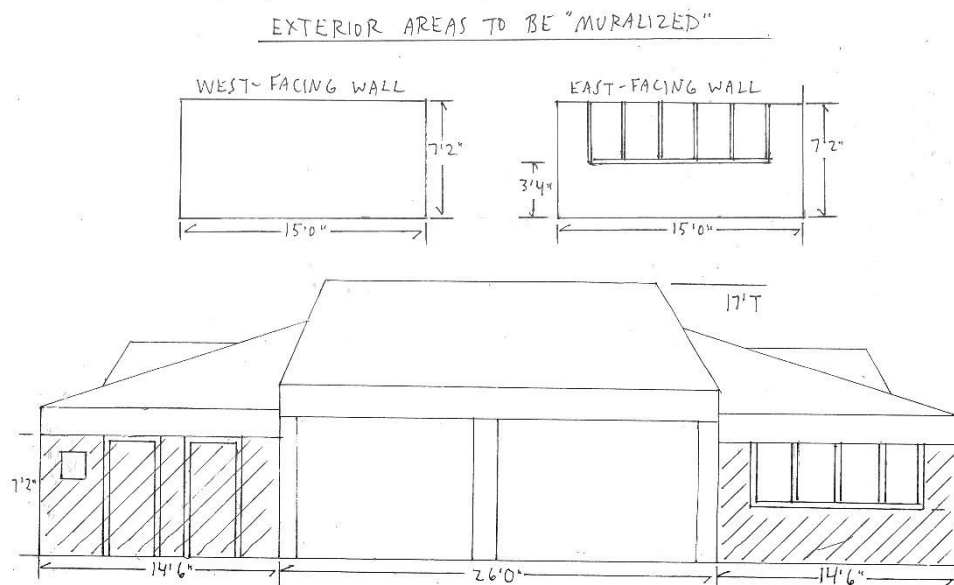 EXTERIOR AREAS TO BE "MURALIZED"
WEST-FACING WALL
EAST-FACING WALL
7'2"
7'2"
3'4"
15'0"
15'0"
17'T
7'2"
14'6"
26'0"
14'6"